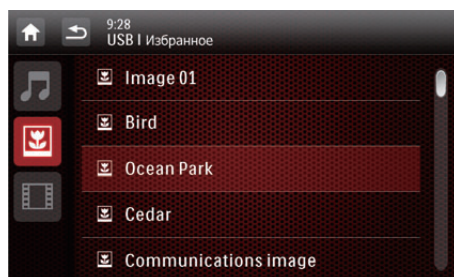 9:28
USB I Избранное
Image 01
Bird
Ocean Park
Cedar
Communications image